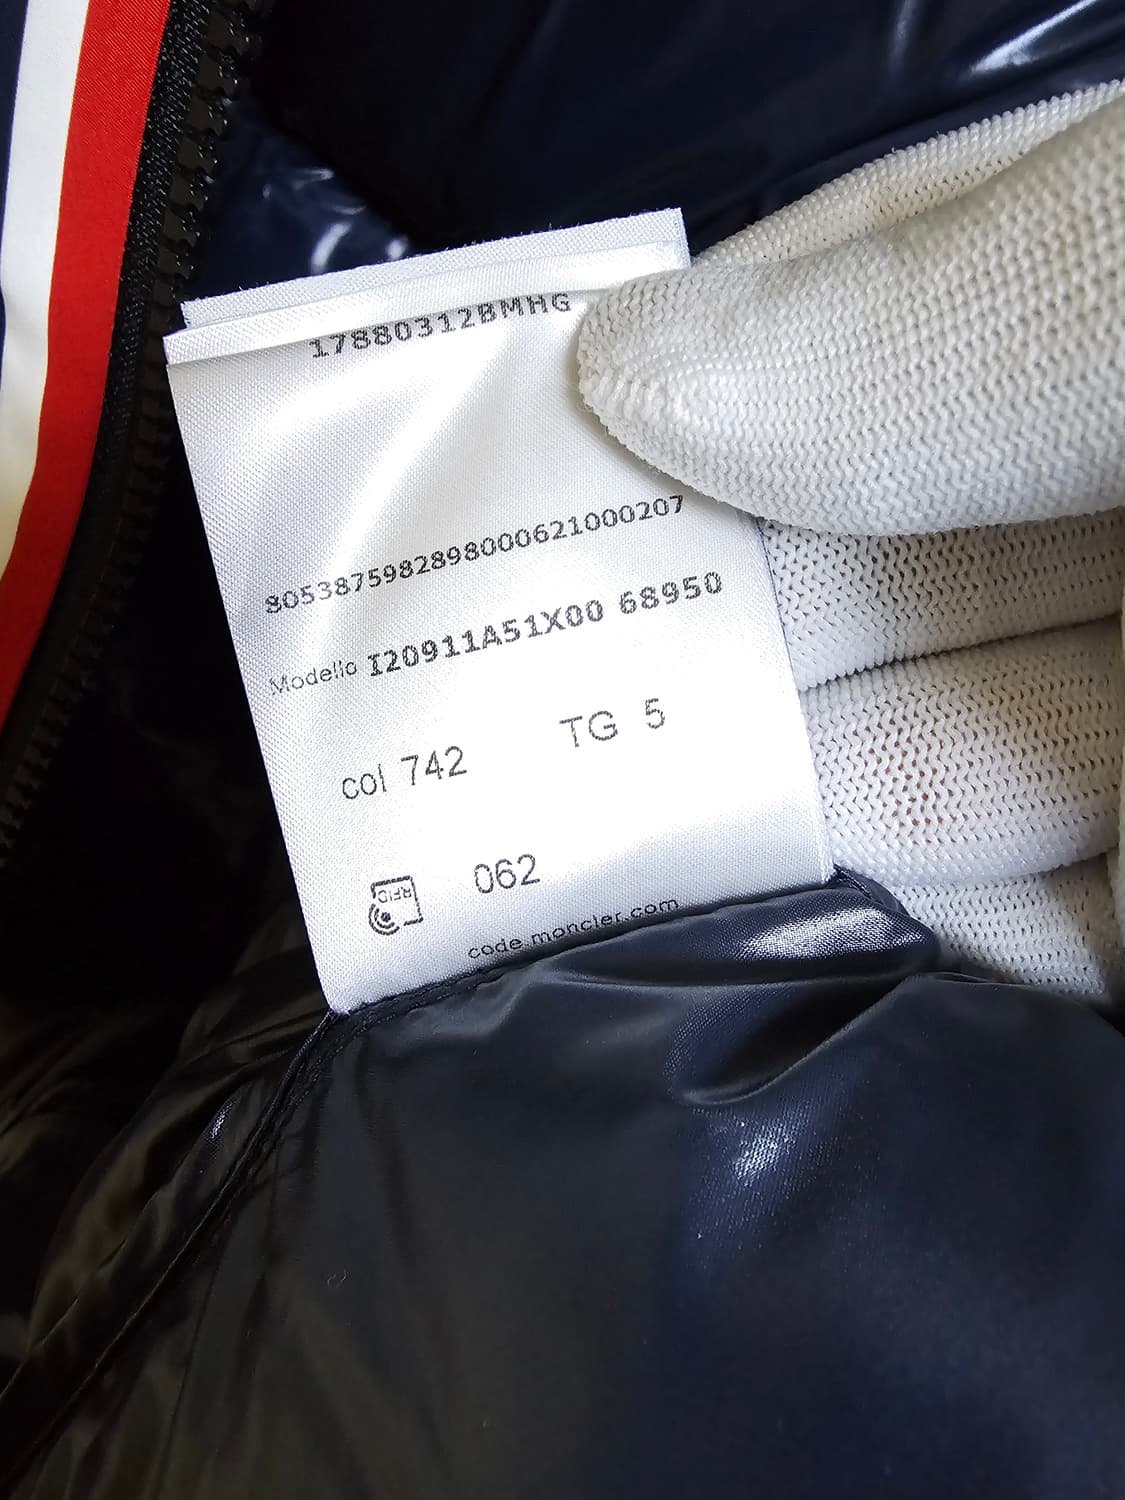 17880312BMHG
8053875982898000621000207
Modello I20911A51X00 68950
col 742 TG 5
RFID 062
code.moncler.com